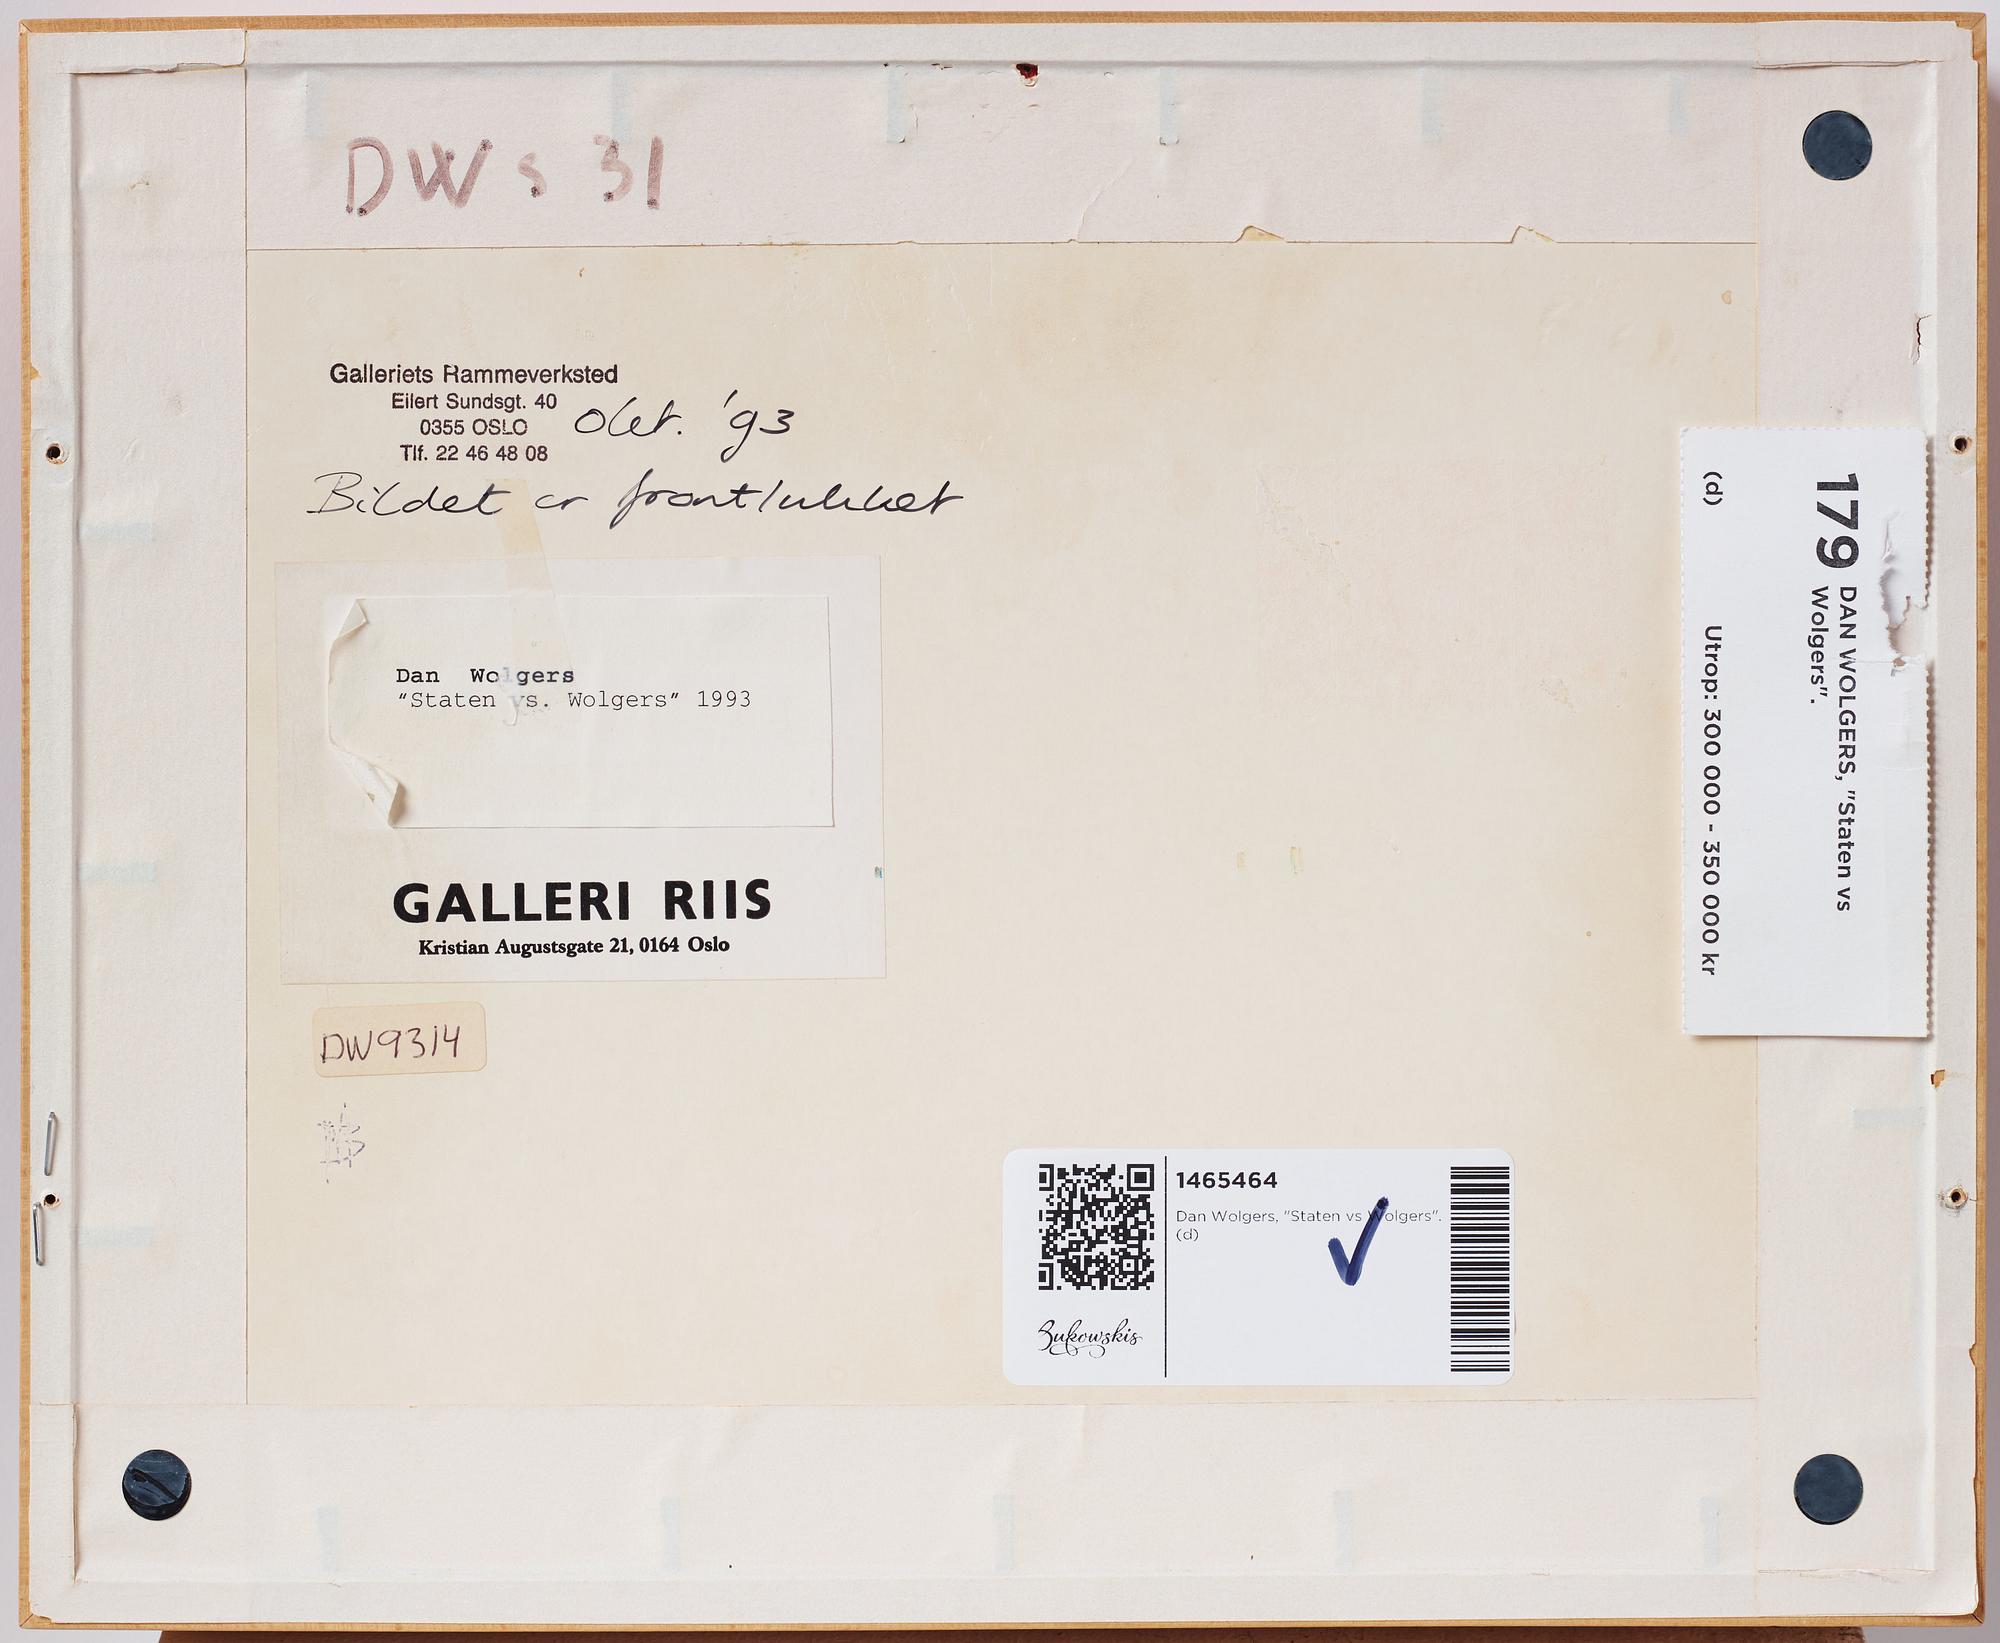 DWs 31
Galleriets Rammeverksted
Eilert Sundsgt. 40
0355 OSLO
Tlf. 22 46 48 08
Okt. '93
Bildet er frontlukket
Dan Wolgers
“Staten vs. Wolgers” 1993
GALLERI RIIS
Kristian Augustsgate 21, 0164 Oslo
DW9314
179 DAN WOLGERS, "Staten vs
Wolgers".
(d) Utrop: 300 000 - 350 000 kr
1465464
Dan Wolgers, "Staten vs Wolgers".
(d)
Bukowskis